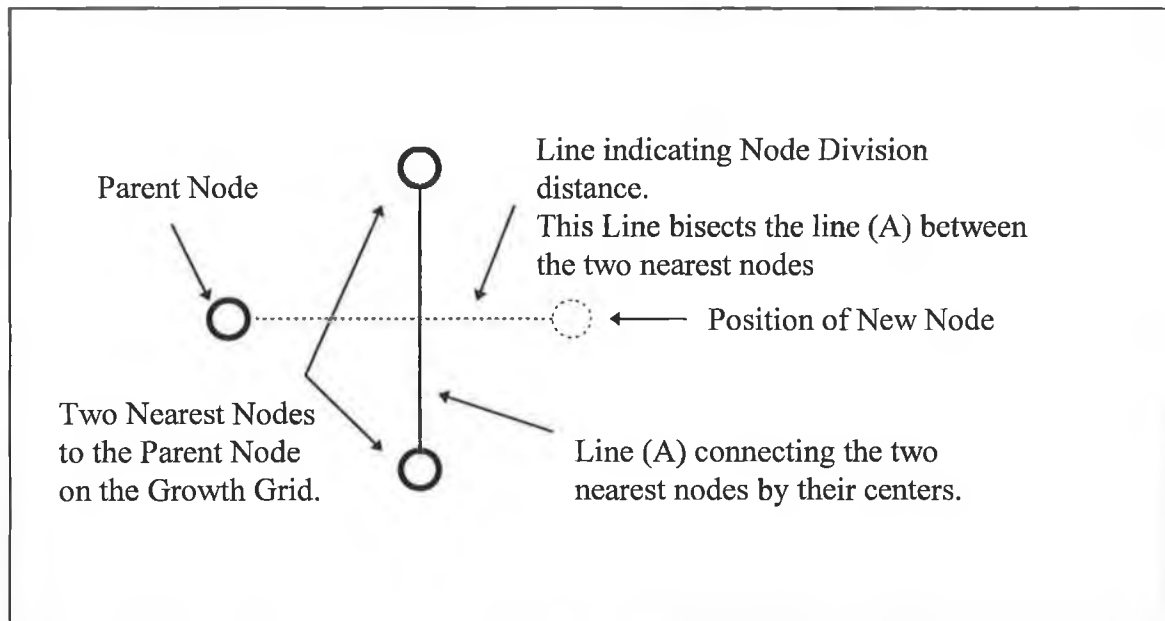 Line indicating Node Division
distance.
This Line bisects the line (A) between
the two nearest nodes
Parent Node
Position of New Node
Two Nearest Nodes
to the Parent Node
on the Growth Grid.
Line (A) connecting the two
nearest nodes by their centers.